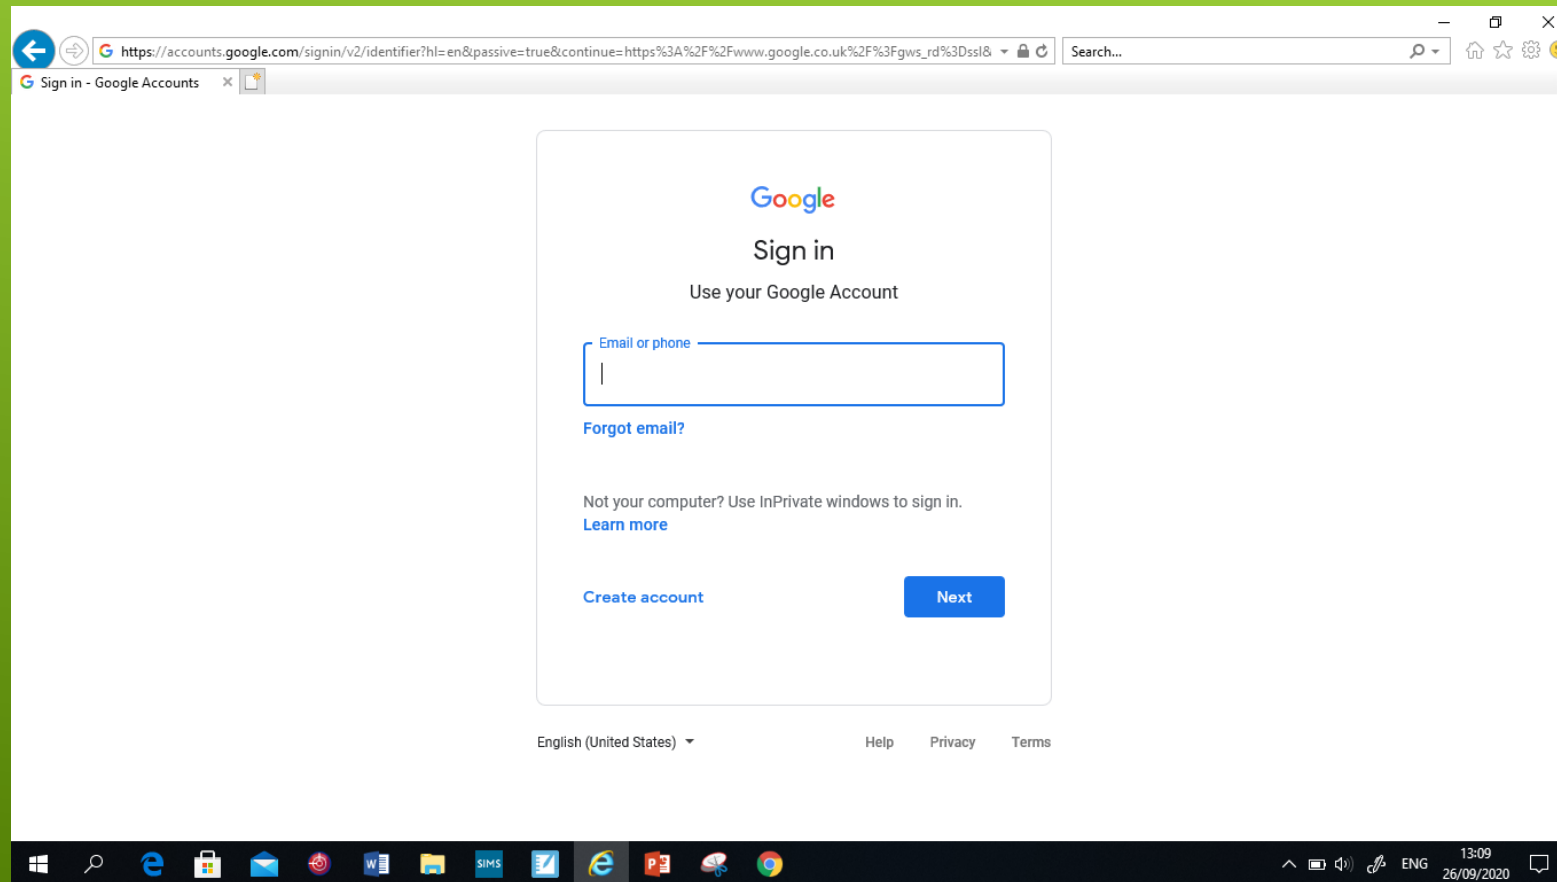 https://accounts.google.com/signin/v2/identifier?hl=en&passive=true&continue=https%3A%2F%2Fwww.google.co.uk%2F%3Fgws_rd%3Dssl&
Search...
Sign in - Google Accounts
Google
Sign in
Use your Google Account
Email or phone
Forgot email?
Not your computer? Use InPrivate windows to sign in.
Learn more
Create account
Next
English (United States)
Help Privacy Terms
SIMS
ENG
13:09
26/09/2020